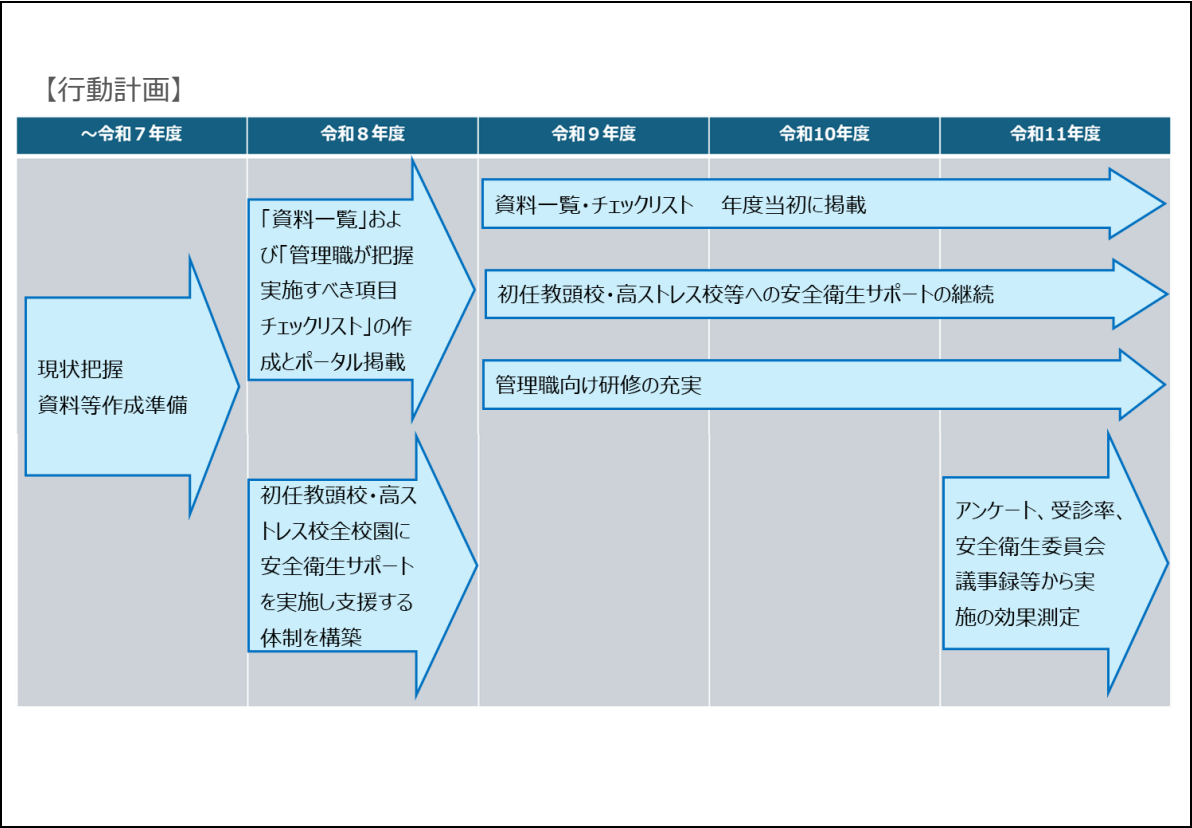 【行動計画】
～令和７年度
令和８年度
令和９年度
令和10年度
令和11年度
現状把握
資料等作成準備
「資料一覧」およ
び「管理職が把握
実施すべき項目
チェックリスト」の作
成とポータル掲載
初任教頭校・高ス
トレス校全校園に
安全衛生サポート
を実施し支援する
体制を構築
資料一覧・チェックリスト　年度当初に掲載
初任教頭校・高ストレス校等への安全衛生サポートの継続
管理職向け研修の充実
アンケート、受診率、
安全衛生委員会
議事録等から実
施の効果測定